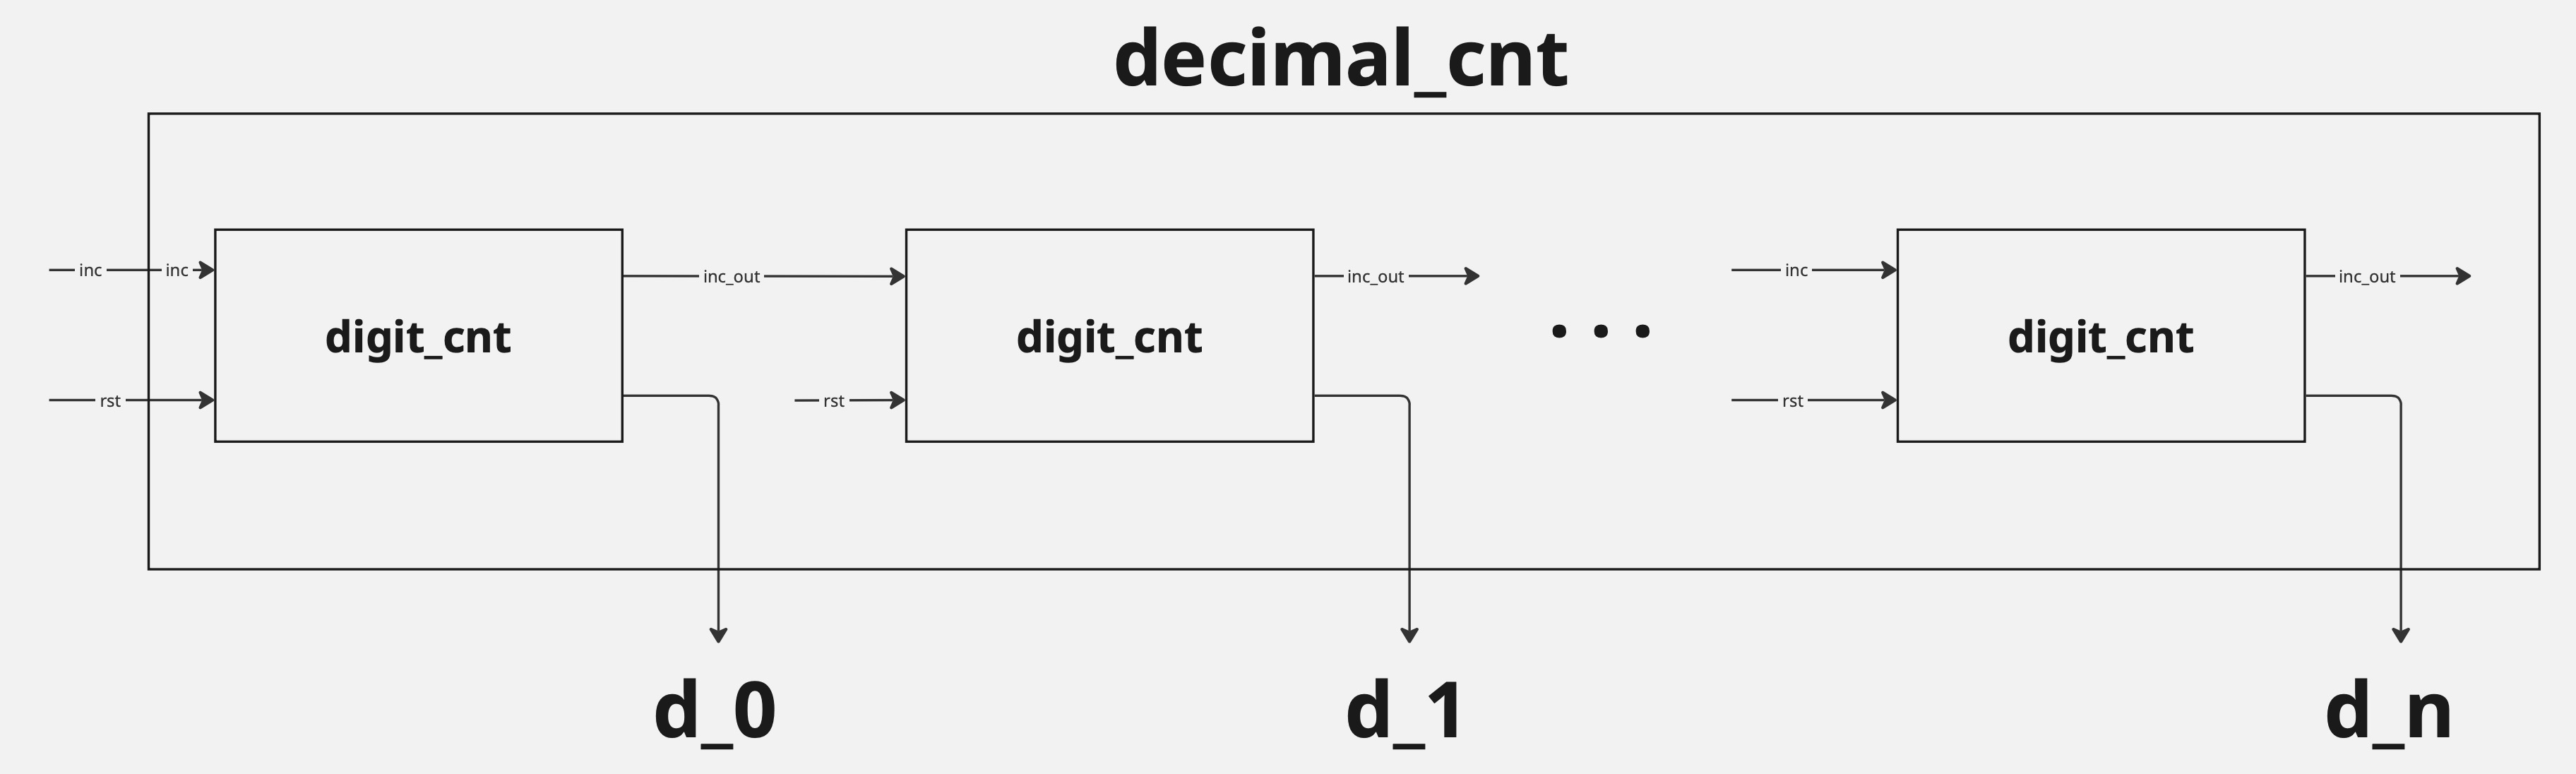 decimal_cnt
inc
inc
inc_out
inc_out
inc
inc_out
digit_cnt
digit_cnt
digit_cnt
rst
rst
rst
d_0
d_1
d_n